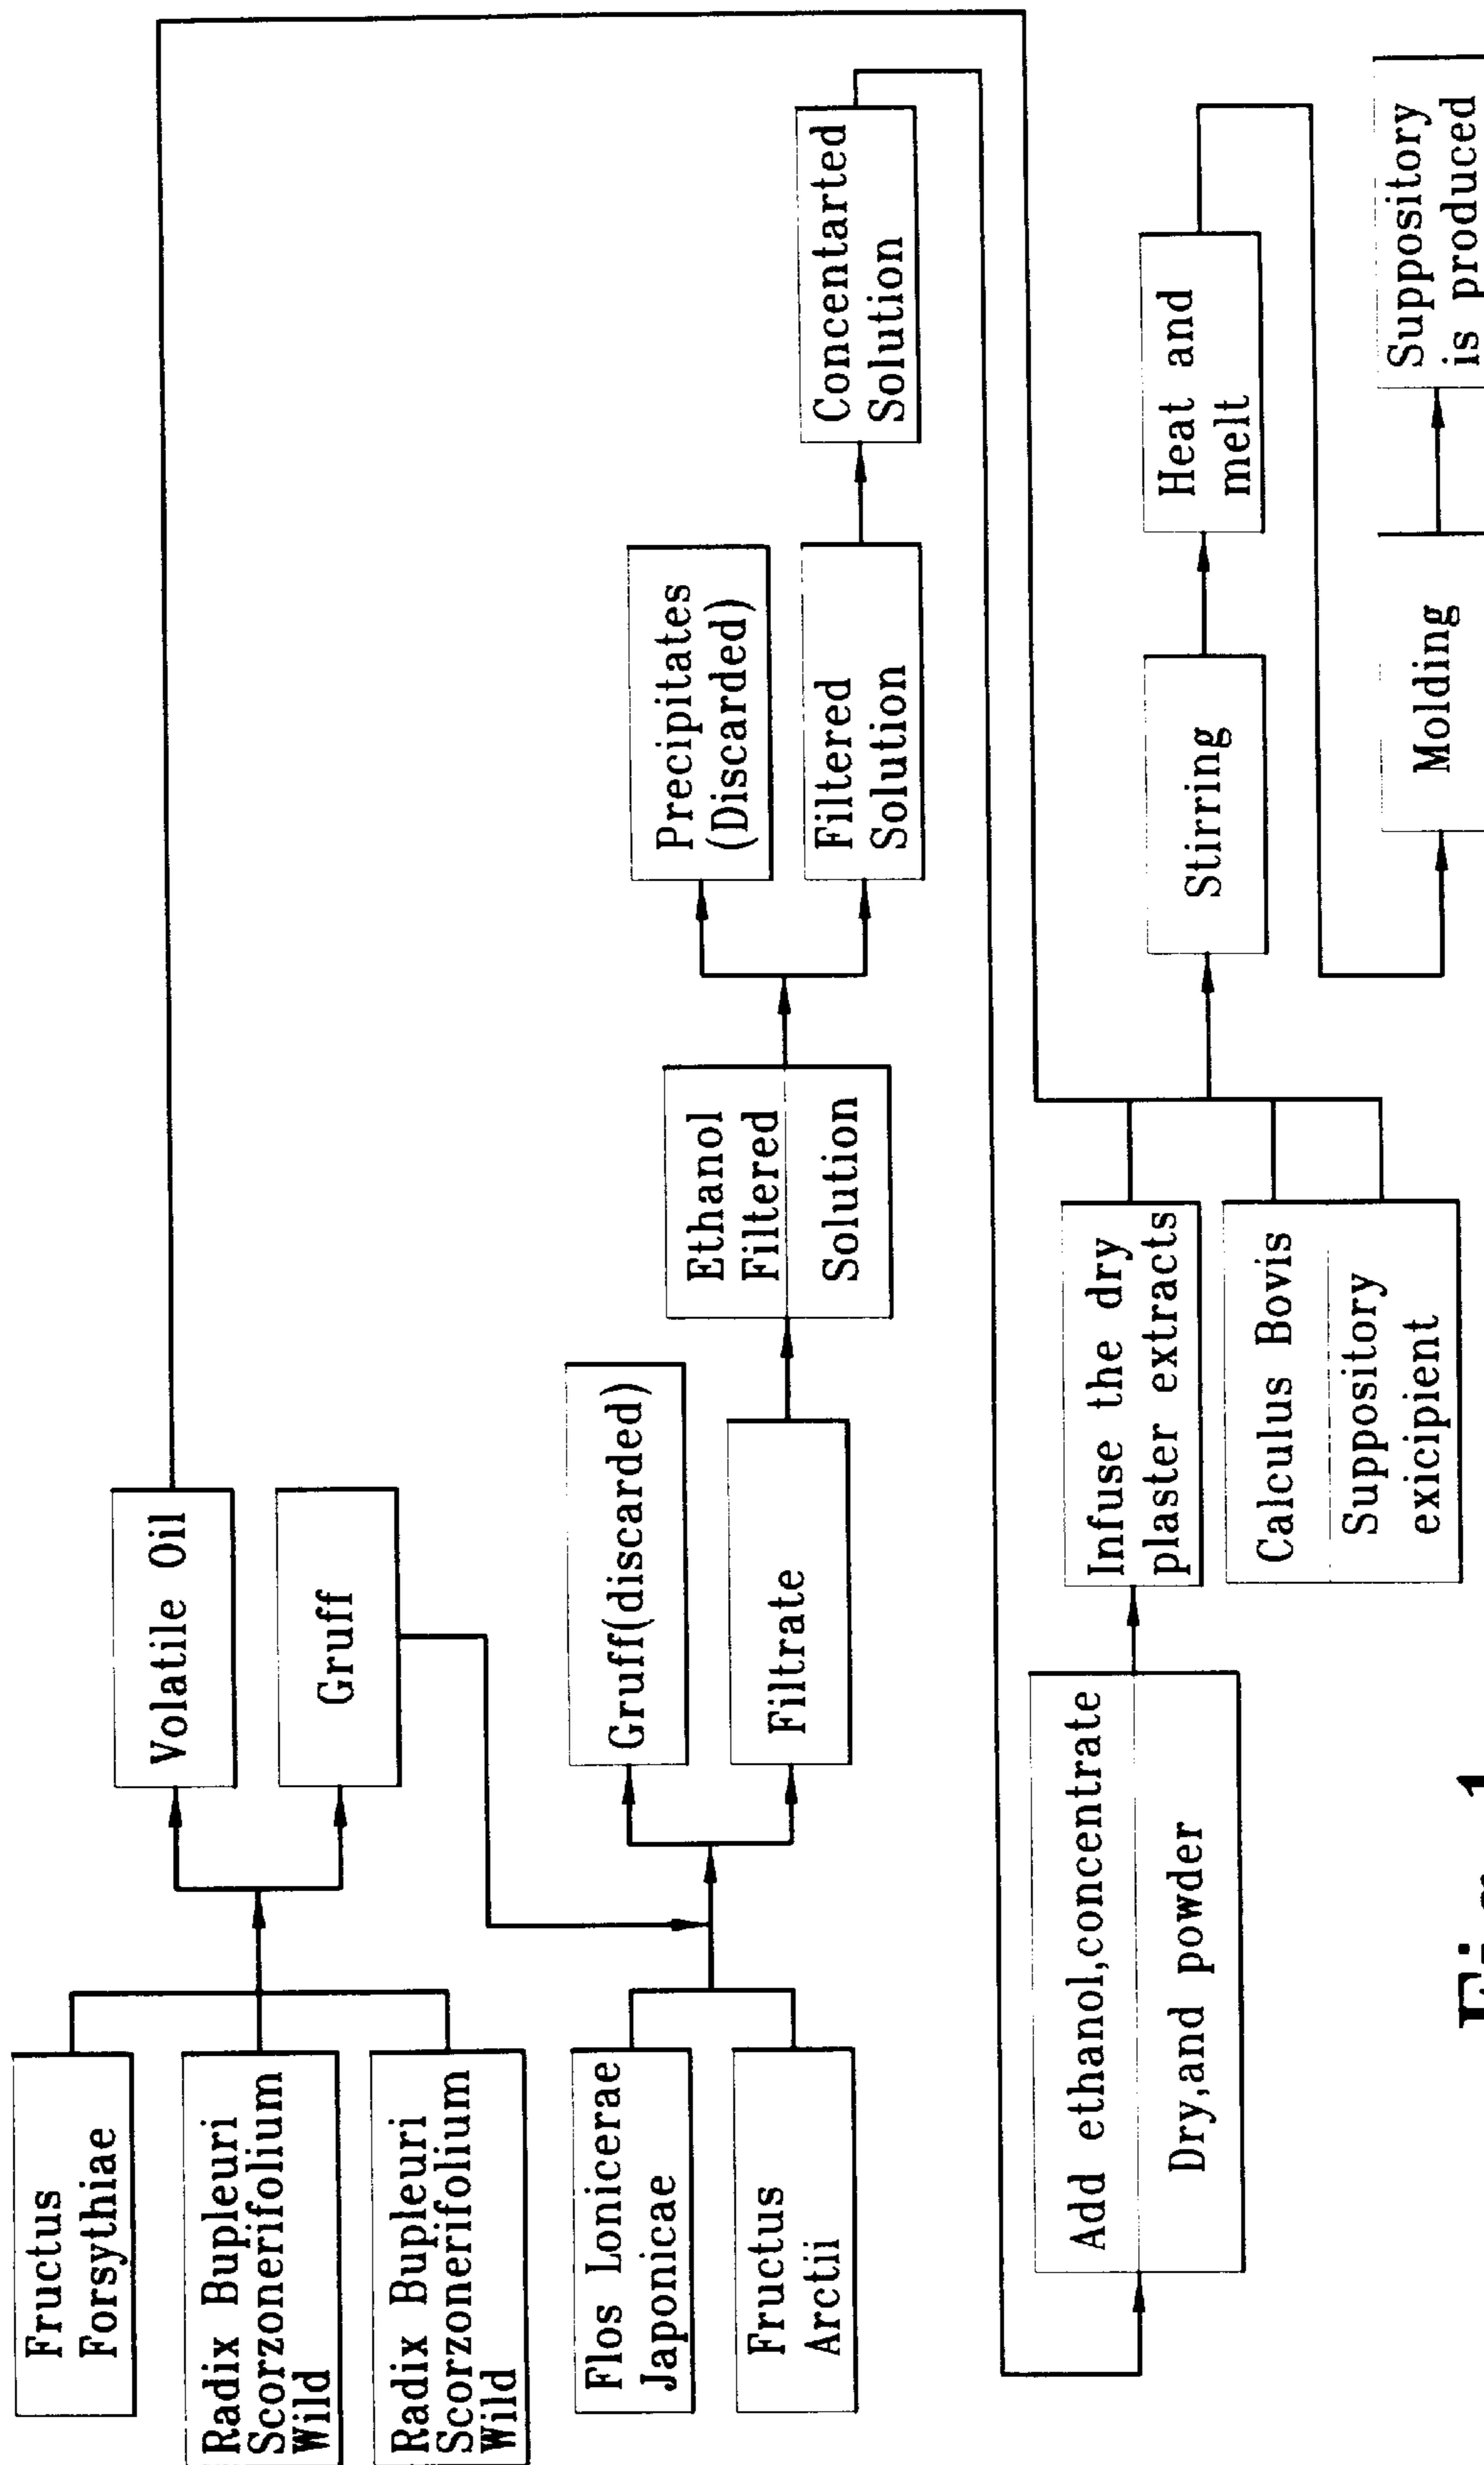 Fructus
Forsythiae
Radix Bupleuri
Scorzonerifolium
Wild
Radix Bupleuri
Scorzonerifolium
Wild
Volatile Oil
Gruff
Flos Lonicerae
Japonicae
Fructus
Arctii
Gruff(discarded)
Filtrate
Ethanol
Filtered
Solution
Precipitates
(Discarded)
Filtered
Solution
Concentarted
Solution
Add ethanol,concentrate
Dry,and powder
Infuse the dry
plaster extracts
Calculus Bovis
Suppository
exicipient
Stirring
Heat and
melt
Molding
Suppository
is produced
Fig. 1